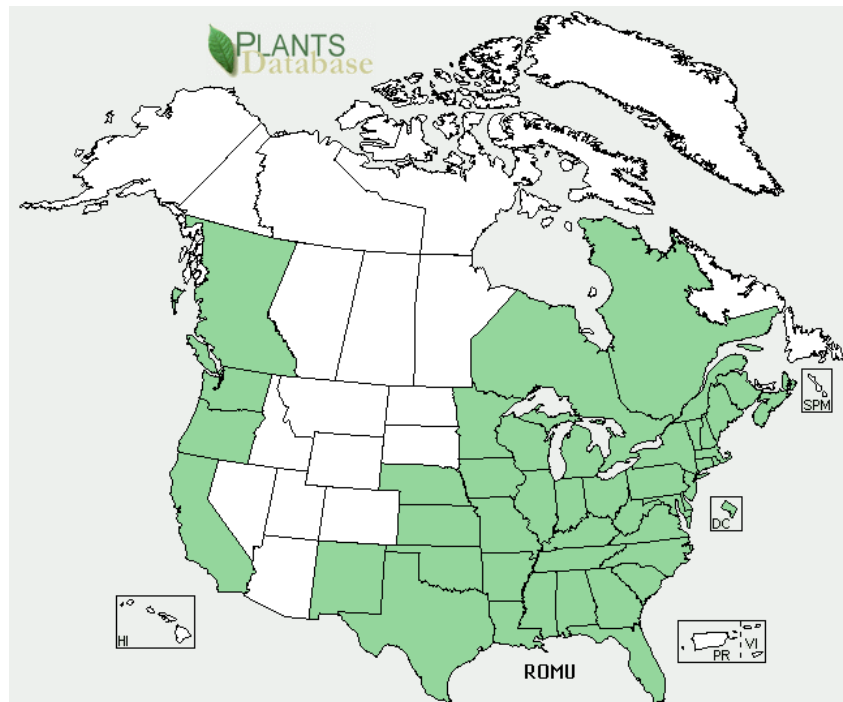 PLANTS
Database
SPM
DC
HI
PR
VI
ROMU